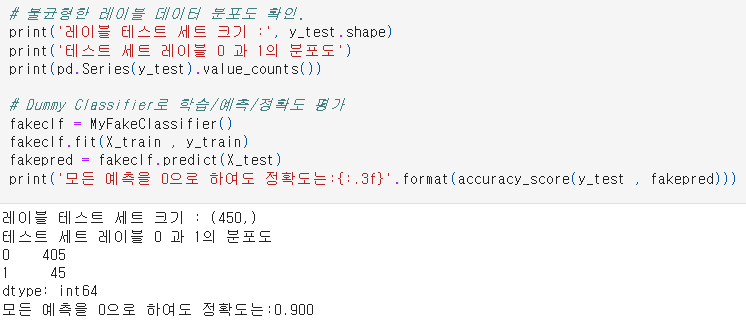 # 불균형한 레이블 데이터 분포도 확인.
print('레이블 테스트 세트 크기 :', y_test.shape)
print('테스트 세트 레이블 0 과 1의 분포도')
print(pd.Series(y_test).value_counts())
# Dummy Classifier로 학습/예측/정확도 평가
fakeclf = MyFakeClassifier()
fakeclf.fit(X_train , y_train)
fakepred = fakeclf.predict(X_test)
print('모든 예측을 0으로 하여도 정확도는:{:.3f}'.format(accuracy_score(y_test , fakepred)))
레이블 테스트 세트 크기 : (450,)
테스트 세트 레이블 0 과 1의 분포도
0    405
1     45
dtype: int64
모든 예측을 0으로 하여도 정확도는:0.900